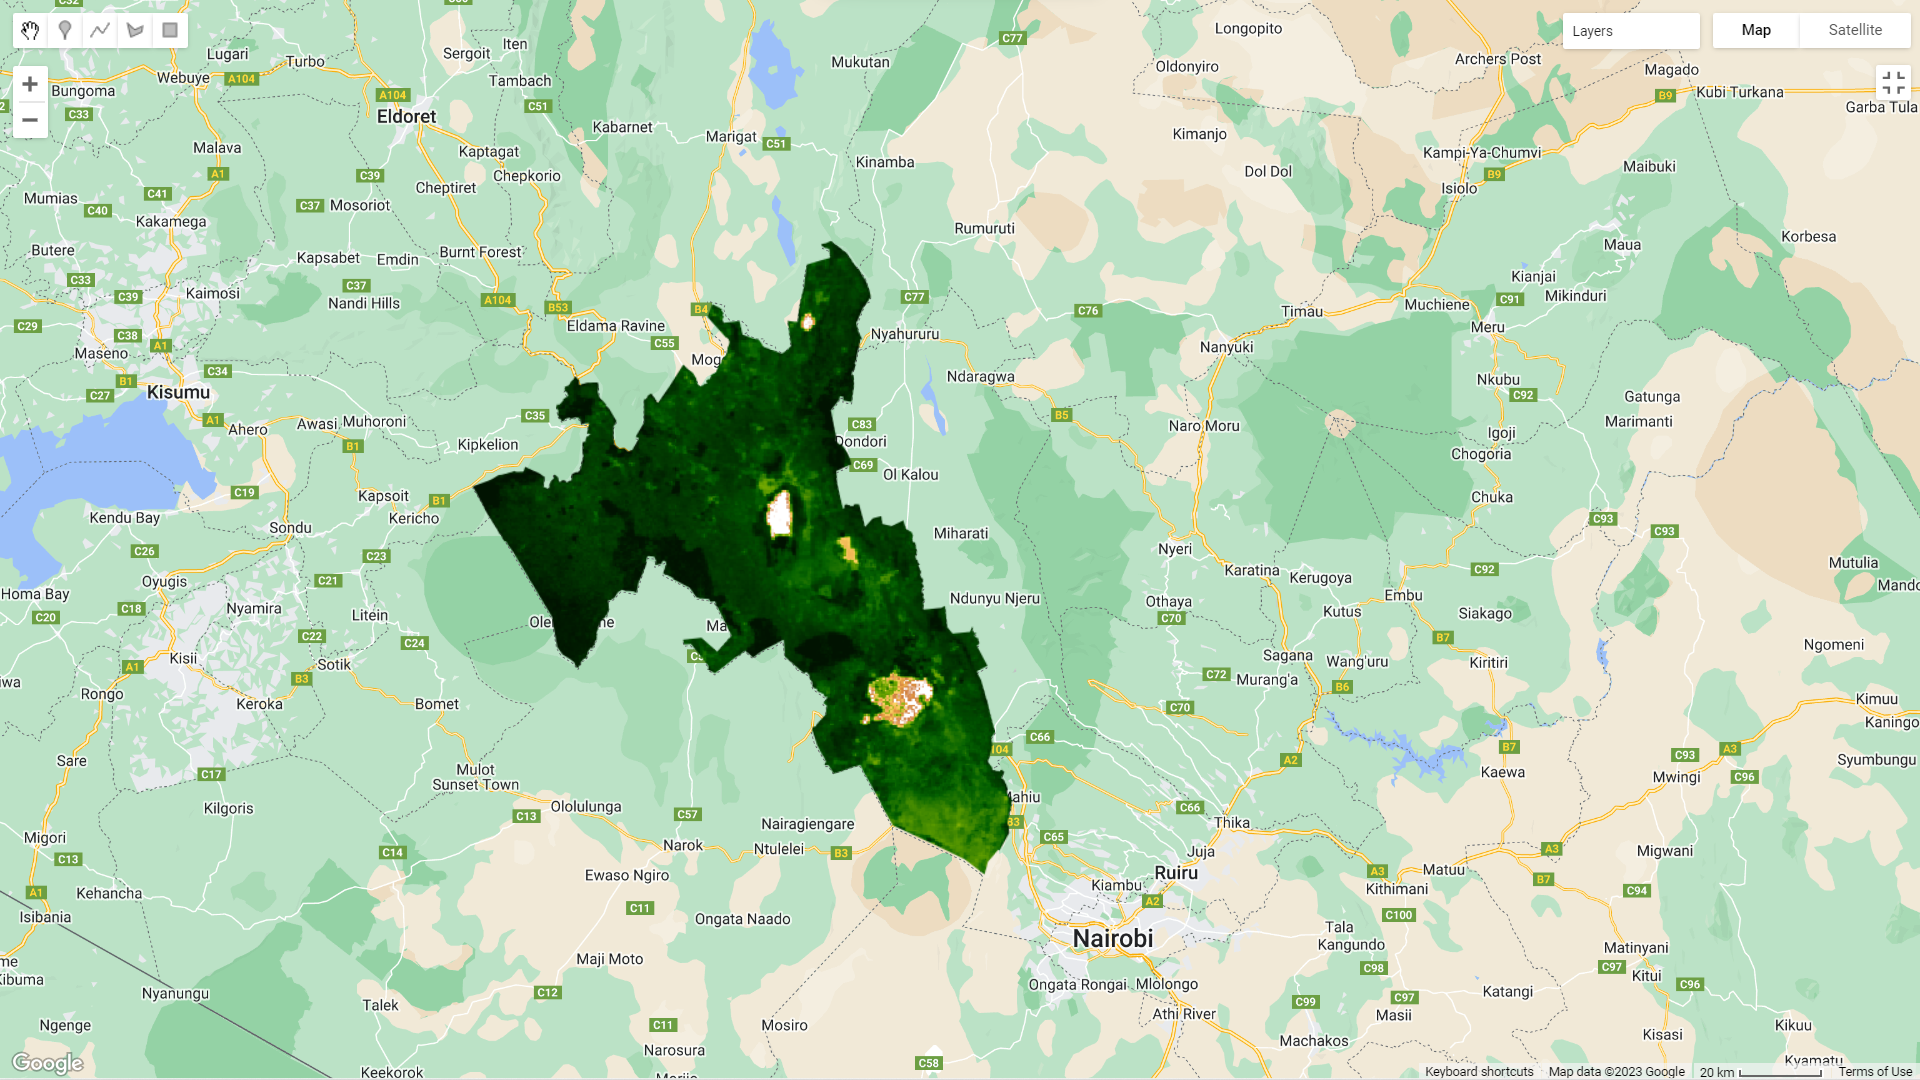 C32
C50
Longopito
Layers
Map
Satellite
C77
Lugari
Sergoit
Iten
Turbo
Mukutan
Oldonyiro
Archers Post
Magado
Webuye
A104
Tambach
Bungoma
A104
C51
B9
Kubi Turkana
Garba Tula
C33
Eldoret
Kabarnet
Marigat
C51
Kimanjo
Malava
Kaptagat
Kinamba
Kampi-Ya-Chumvi
Maibuki
A1
C39
Chepkorio
Dol Dol
B9
Mumias
C41
Cheptiret
Isiolo
C40
C37
Mosoriot
Kakamega
Rumuruti
Korbesa
Butere
Kapsabet
Emdin
Burnt Forest
Maua
C33
C37
Kianjai
Kaimosi
C39
Nandi Hills
A104
B53
B4
C77
C76
Timau
Muchiene
C91
Mikinduri
C29
C38
Eldama Ravine
Nyahururu
Meru
Maseno
A1
C55
Mogo
Nanyuki
C34
B1
Ndaragwa
Nkubu
Kisumu
C27
C92
Gatunga
A1
Ahero
Awasi
Muhoroni
C35
C83
B5
Naro Moru
Igoji
Marimanti
B1
Kipkelion
Dondori
Chogoria
C69
Ol Kalou
C19
Kapsoit
B1
Chuka
Kendu Bay
Kericho
C93
C93
Sondu
Miharati
C26
C23
Nyeri
Oyugis
C21
Karatina
Kerugoya
C92
Mutulia
Homa Bay
Embu
Mando
C18
Nyamira
Litein
Ndunyu Njeru
Othaya
Kutus
Siakago
C20
C70
C22
C24
B7
Ngomeni
Kisii
Sotik
Sagana
Wang'uru
Kiritiri
A1
B3
C72
Murang'a
B6
Rongo
Keroka
Bomet
C70
Kimuu
C66
Kaningo
104
B7
C93
A3
Sare
C17
Mulot
Sunset Town
A2
Kaewa
Mwingi
C96
Syumbungu
Kilgoris
Ololulunga
C57
Mahiu
C66
C13
Nairagiengare
B3
Thika
Migori
C14
Narok
Ntulelei
B3
C65
Juja
A3
Migwani
C13
Ewaso Ngiro
Ruiru
A3
Matuu
B7
A1
Kehancha
Kiambu
A2
Kithimani
C94
Isibania
C11
Ongata Naado
C100
Tala
Nairobi
Kangundo
Matinyani
Maji Moto
C98
C97
Kitui
Kibuma
Nyanungu
C12
Ongata Rongai
Mlolongo
C96
Talek
C99
C97
Katangi
Ngenge
C11
Mosiro
Athi River
Masii
Kikuu
Machakos
Kisasi
Google
Narosura
C58
Kyamatu
Keekorok
Keyboard shortcuts
Map data ©2023 Google
20 km
Terms of Use